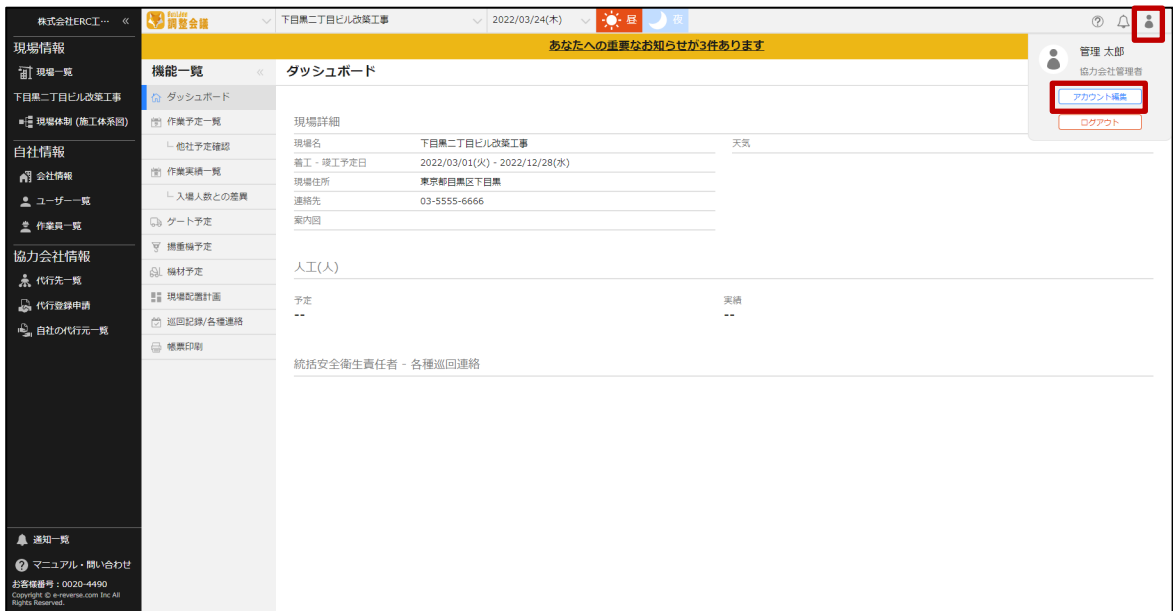 株式会社ERC工… «
現場情報
現場一覧
下目黒二丁目ビル改築工事
現場体制 (施工体系図)
自社情報
会社情報
ユーザー一覧
作業員一覧
協力会社情報
代行先一覧
代行登録申請
自社の代行元一覧
通知一覧
マニュアル・問い合わせ
お客様番号：0020-4490
Copyright © e-reverse.com Inc All
Rights Reserved.
調整会議
下目黒二丁目ビル改築工事
2022/03/24(木)
昼
夜
あなたへの重要なお知らせが3件あります
機能一覧 «
ダッシュボード
作業予定一覧
他社予定確認
作業実績一覧
入場人数との差異
ゲート予定
揚重機予定
機材予定
現場配置計画
巡回記録/各種連絡
帳票印刷
ダッシュボード
現場詳細
現場名 下目黒二丁目ビル改築工事
着工 - 竣工予定日 2022/03/01(火) - 2022/12/28(水)
現場住所 東京都目黒区下目黒
連絡先 03-5555-6666
案内図
天気
人工(人)
予定
--
実績
--
統括安全衛生責任者 - 各種巡回連絡
管理 太郎
協力会社管理者
アカウント編集
ログアウト